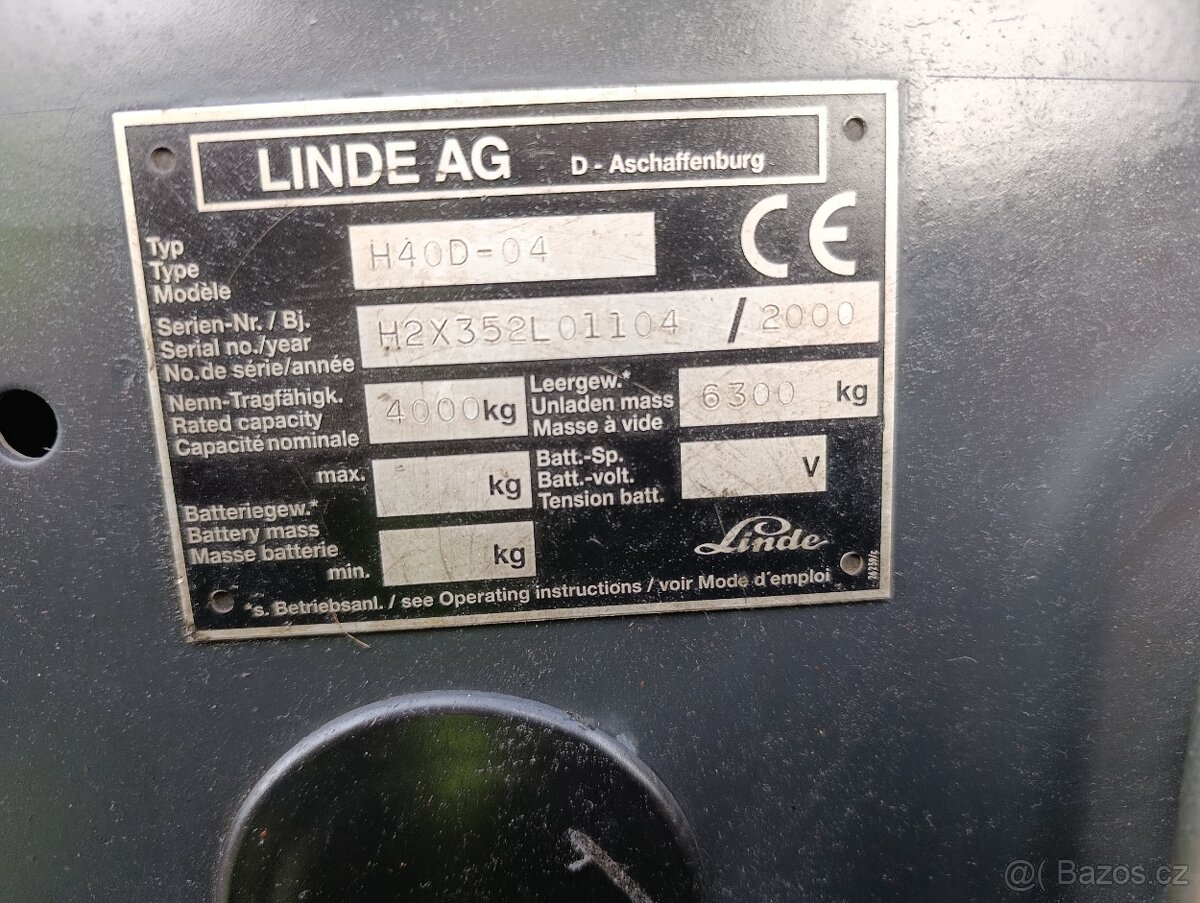 LINDE AG D - Aschaffenburg
CE
Typ
Type
Modèle
H40D-04
Serien-Nr. / Bj.
Serial no./year
No.de série/année
H2X352L01104 / 2000
Nenn-Tragfähigk.
Rated capacity
Capacité nominale
4000 kg
Leergew.*
Unladen mass
Masse à vide
6300 kg
max. kg
Batteriegew.*
Battery mass
Masse batterie
min. kg
Batt.-Sp.
Batt.-volt.
Tension batt.
V
Linde
*s. Betriebsanl. / see Operating instructions / voir Mode d'emploi
@( Bazos.cz